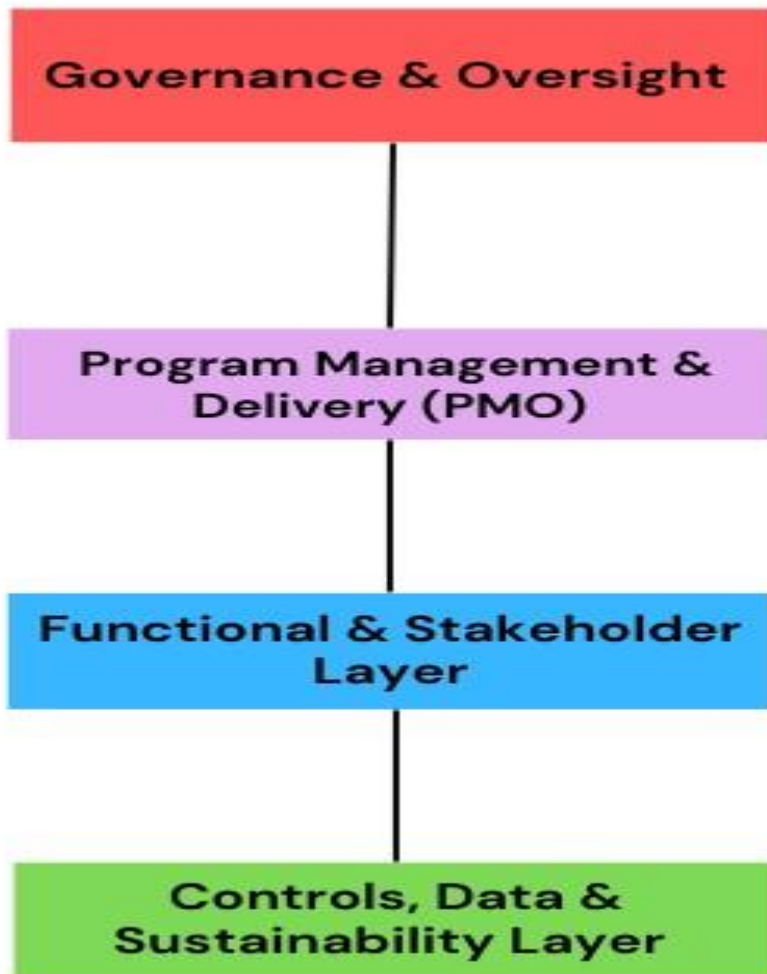 Governance & Oversight
Program Management &
Delivery (PMO)
Functional & Stakeholder
Layer
Controls, Data &
Sustainability Layer